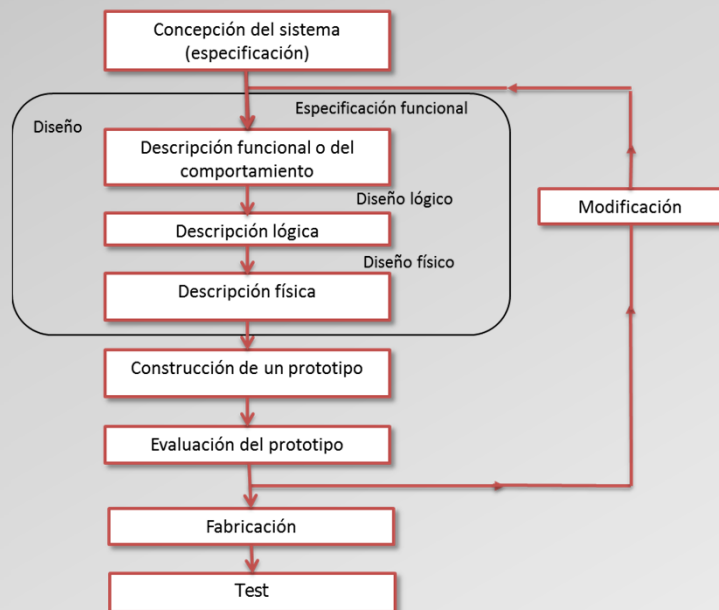 Concepción del sistema
(especificación)
Especificación funcional
Diseño
Descripción funcional o del
comportamiento
Diseño lógico
Modificación
Descripción lógica
Diseño físico
Descripción física
Construcción de un prototipo
Evaluación del prototipo
Fabricación
Test